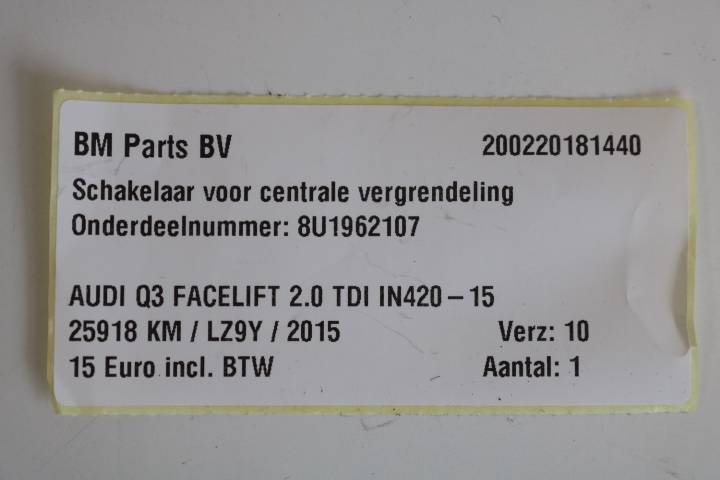 BM Parts BV 200220181440
Schakelaar voor centrale vergrendeling
Onderdeelnummer: 8U1962107
AUDI Q3 FACELIFT 2.0 TDI IN420 – 15
25918 KM / LZ9Y / 2015 Verz: 10
15 Euro incl. BTW Aantal: 1